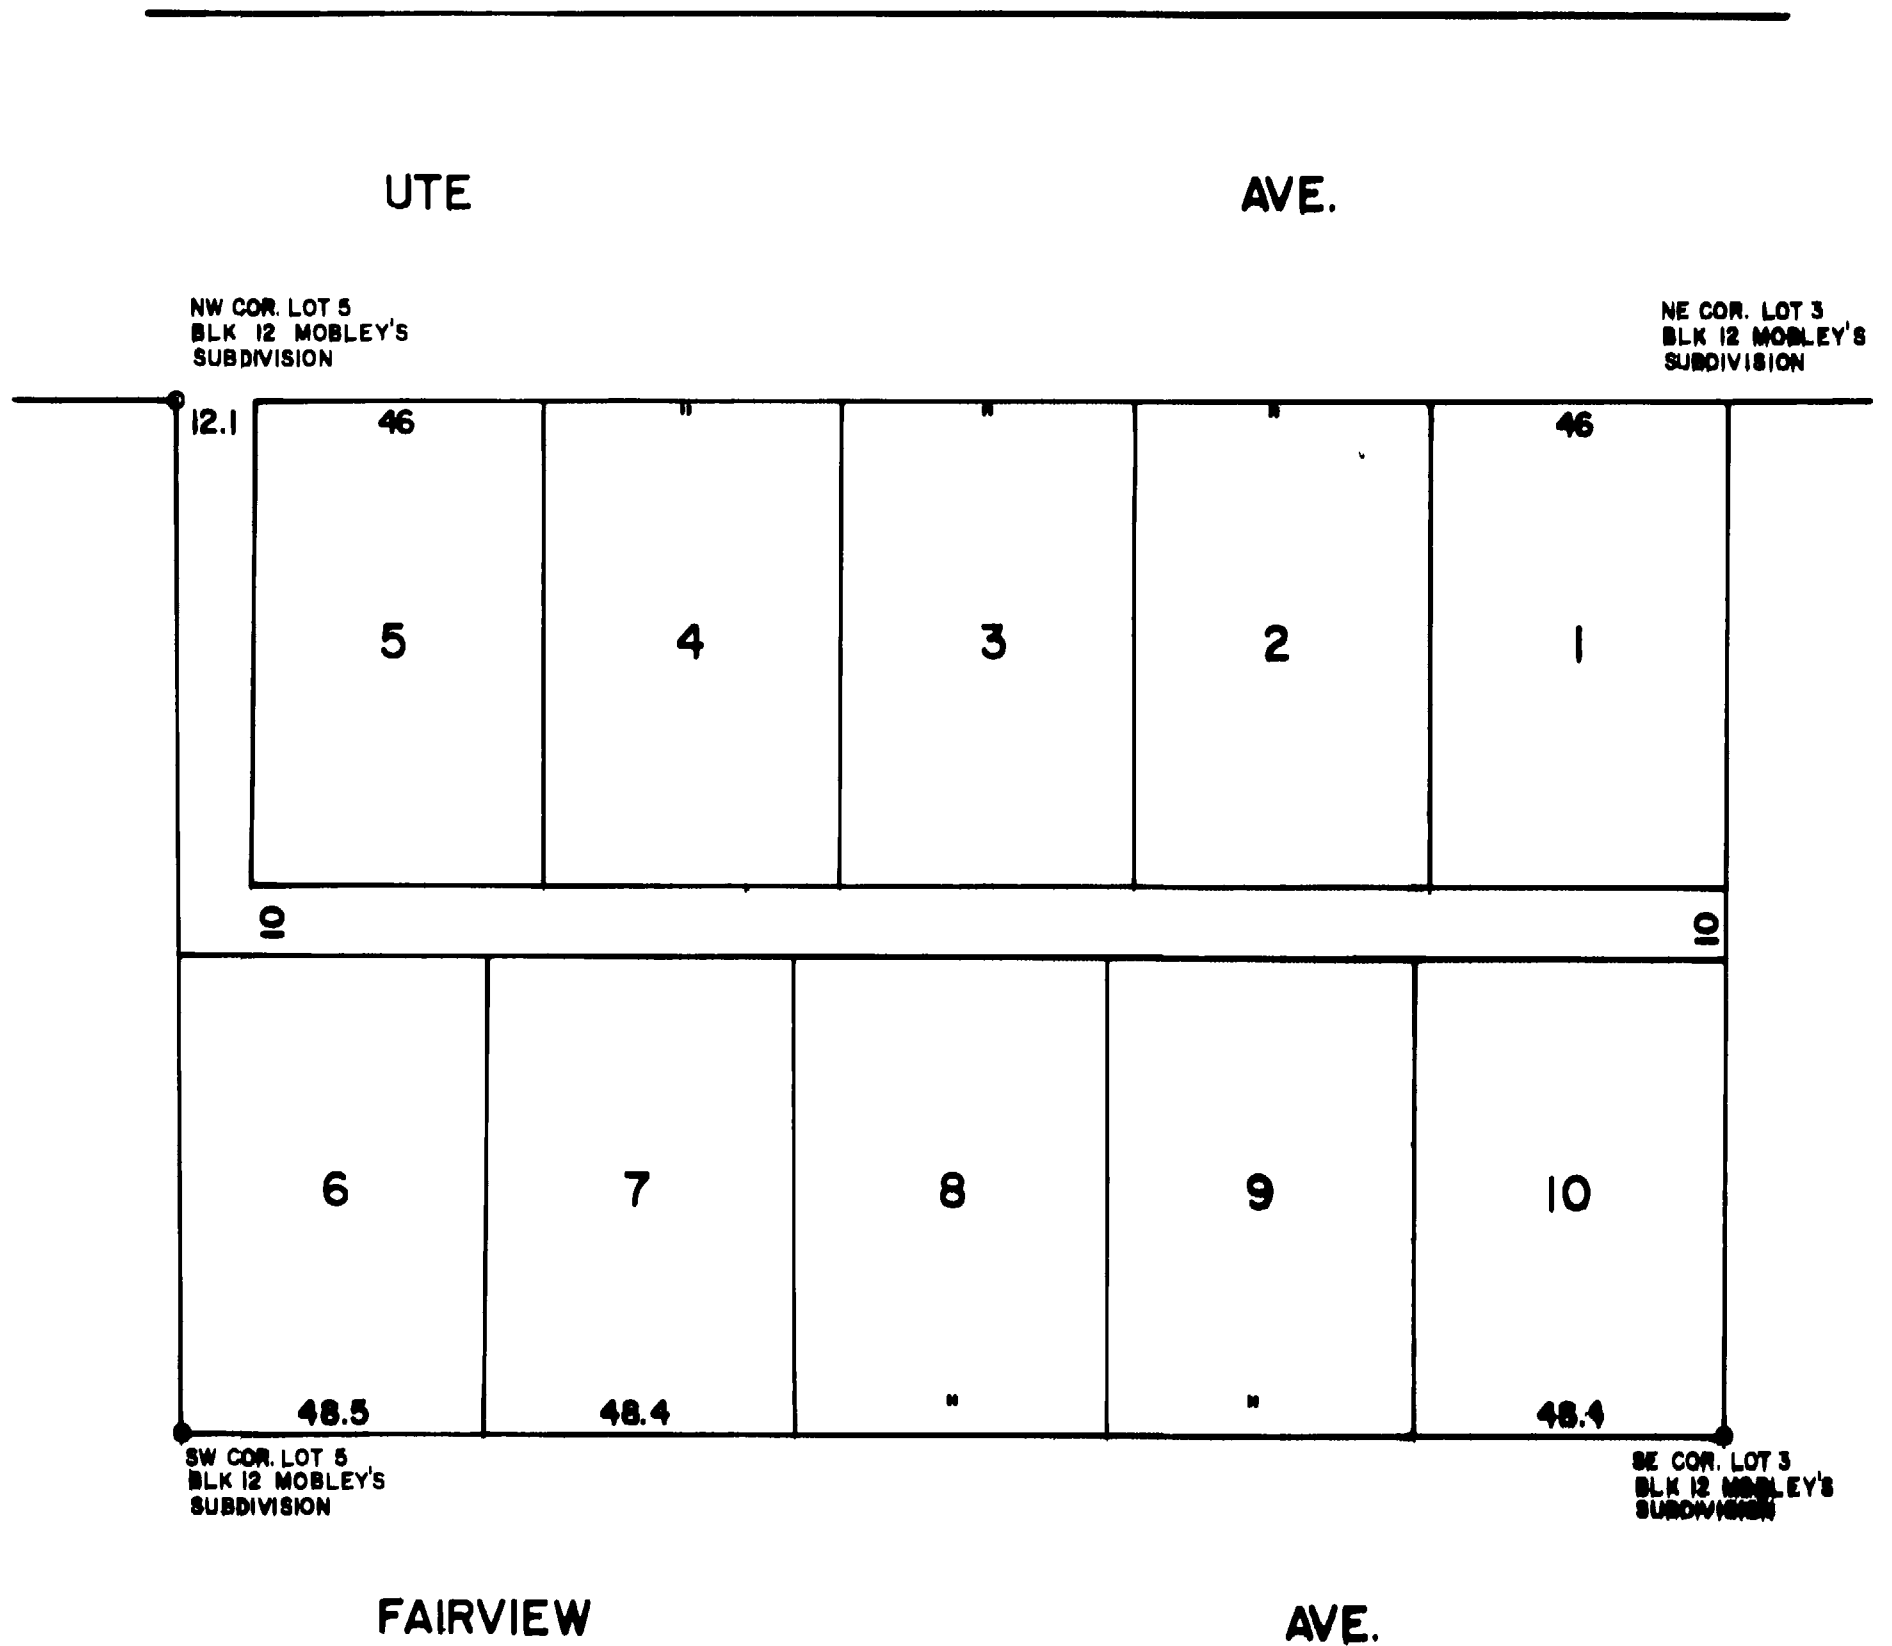 UTE AVE.
NW COR. LOT 5
BLK 12 MOBLEY'S
SUBDIVISION
NE COR. LOT 3
BLK 12 MOBLEY'S
SUBDIVISION
12.1 46 " " " 46
5 4 3 2 1
10 10
6 7 8 9 10
48.5 48.4 " " 48.4
SW COR. LOT 5
BLK 12 MOBLEY'S
SUBDIVISION
SE COR. LOT 3
BLK 12 MOBLEY'S
SUBDIVISION
FAIRVIEW AVE.